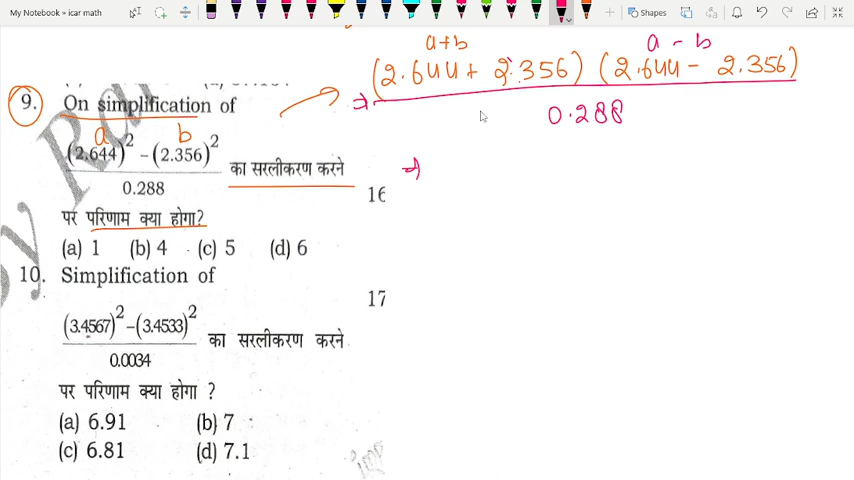 My Notebook » icar math
Shapes
9. On simplification of
a b
(2.644)² – (2.356)²
0.288
का सरलीकरण करने
पर परिणाम क्या होगा?
(a) 1 (b) 4 (c) 5 (d) 6
10. Simplification of
(3.4567)² – (3.4533)²
0.0034
का सरलीकरण करने
पर परिणाम क्या होगा ?
(a) 6.91 (b) 7
(c) 6.81 (d) 7.1
16
17
a+b a - b
(2.644 + 2.356) (2.644 - 2.356)
⇒
0.288
⇒